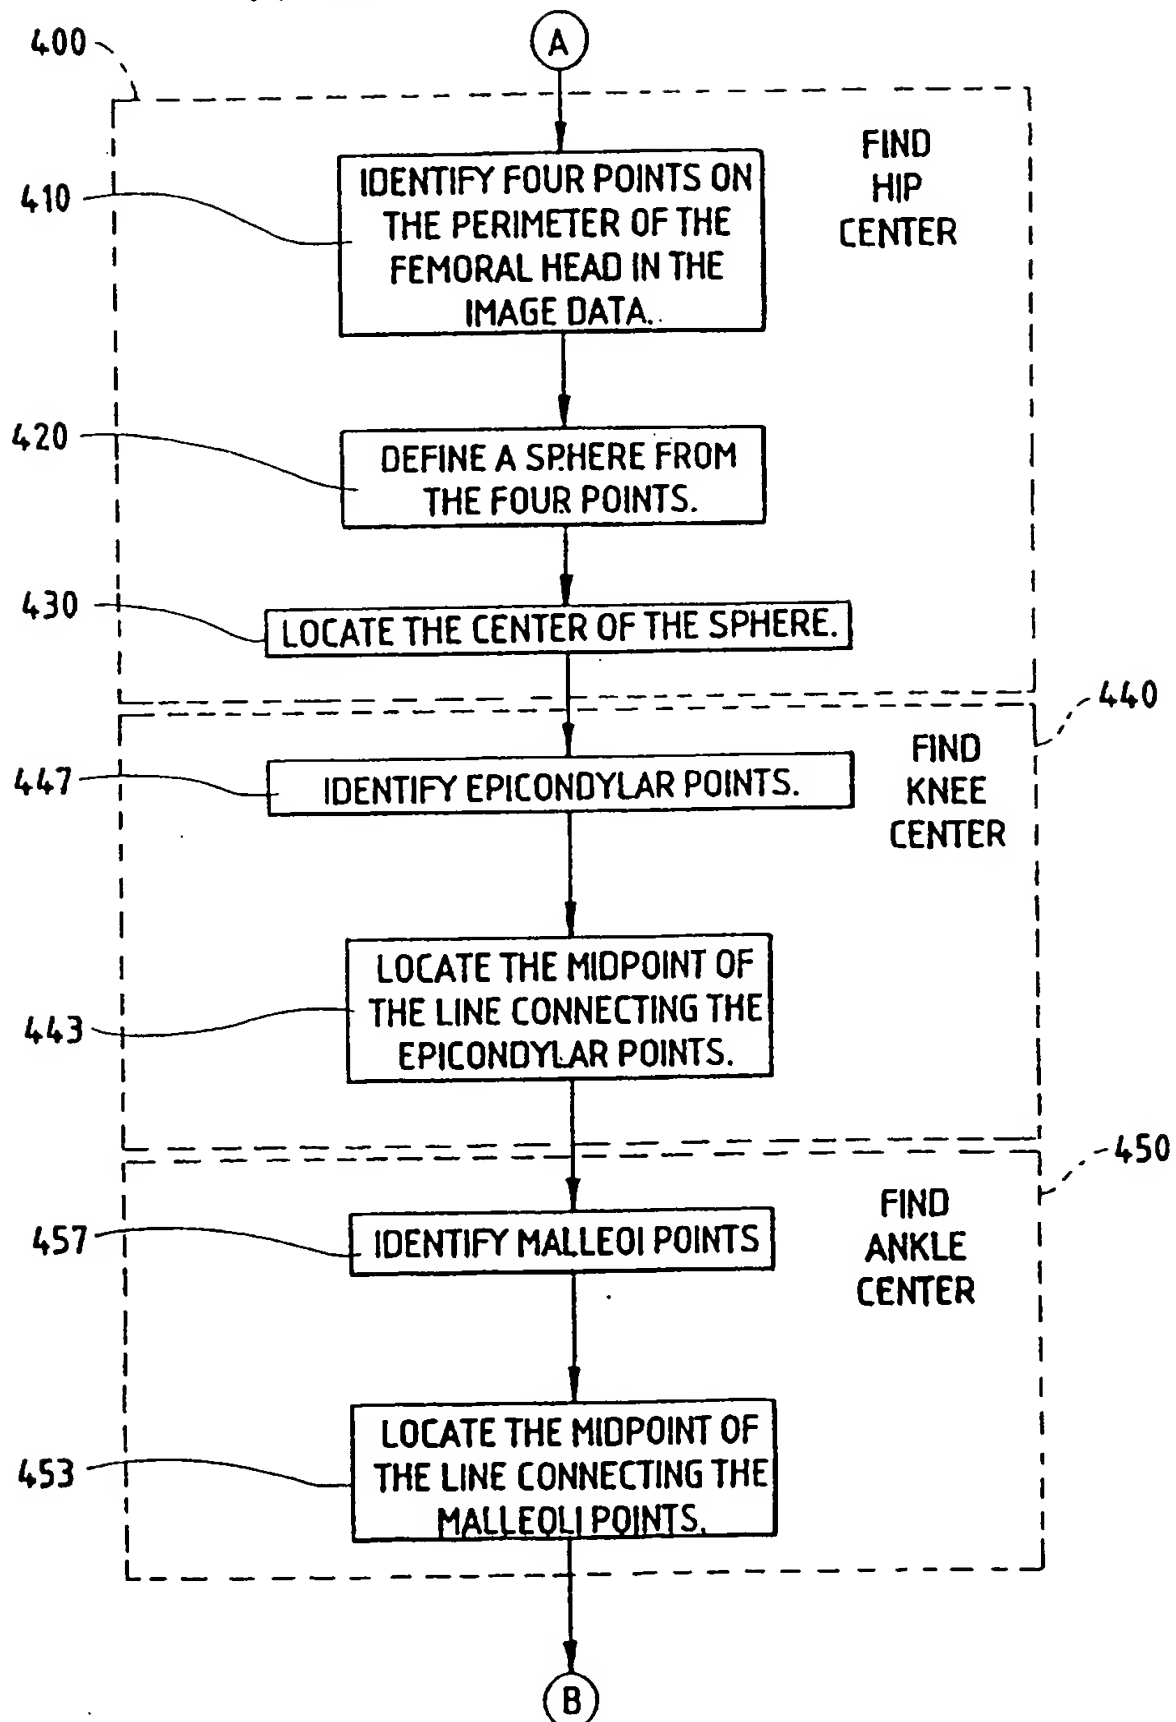 400
A
FIND
HIP
CENTER
410
IDENTIFY FOUR POINTS ON
THE PERIMETER OF THE
FEMORAL HEAD IN THE
IMAGE DATA.
420
DEFINE A SPHERE FROM
THE FOUR POINTS.
430
LOCATE THE CENTER OF THE SPHERE.
440
FIND
KNEE
CENTER
447
IDENTIFY EPICONDYLAR POINTS.
443
LOCATE THE MIDPOINT OF
THE LINE CONNECTING THE
EPICONDYLAR POINTS.
450
FIND
ANKLE
CENTER
457
IDENTIFY MALLEOI POINTS
453
LOCATE THE MIDPOINT OF
THE LINE CONNECTING THE
MALLEOLI POINTS.
B